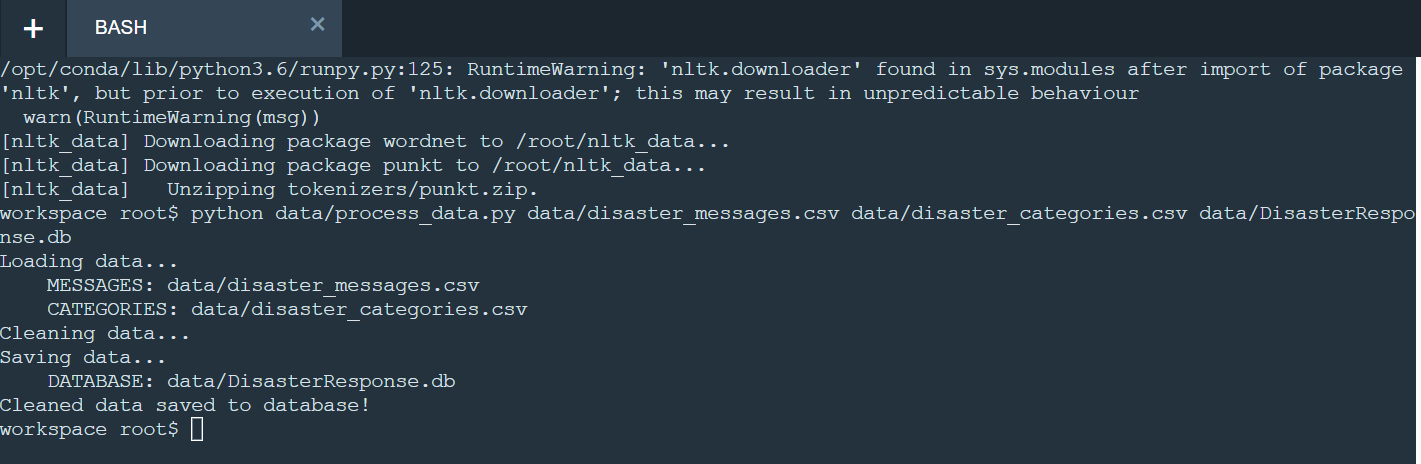 + BASH ×
/opt/conda/lib/python3.6/runpy.py:125: RuntimeWarning: 'nltk.downloader' found in sys.modules after import of package
'nltk', but prior to execution of 'nltk.downloader'; this may result in unpredictable behaviour
  warn(RuntimeWarning(msg))
[nltk_data] Downloading package wordnet to /root/nltk_data...
[nltk_data] Downloading package punkt to /root/nltk_data...
[nltk_data]   Unzipping tokenizers/punkt.zip.
workspace root$ python data/process_data.py data/disaster_messages.csv data/disaster_categories.csv data/DisasterRespo
nse.db
Loading data...
    MESSAGES: data/disaster_messages.csv
    CATEGORIES: data/disaster_categories.csv
Cleaning data...
Saving data...
    DATABASE: data/DisasterResponse.db
Cleaned data saved to database!
workspace root$